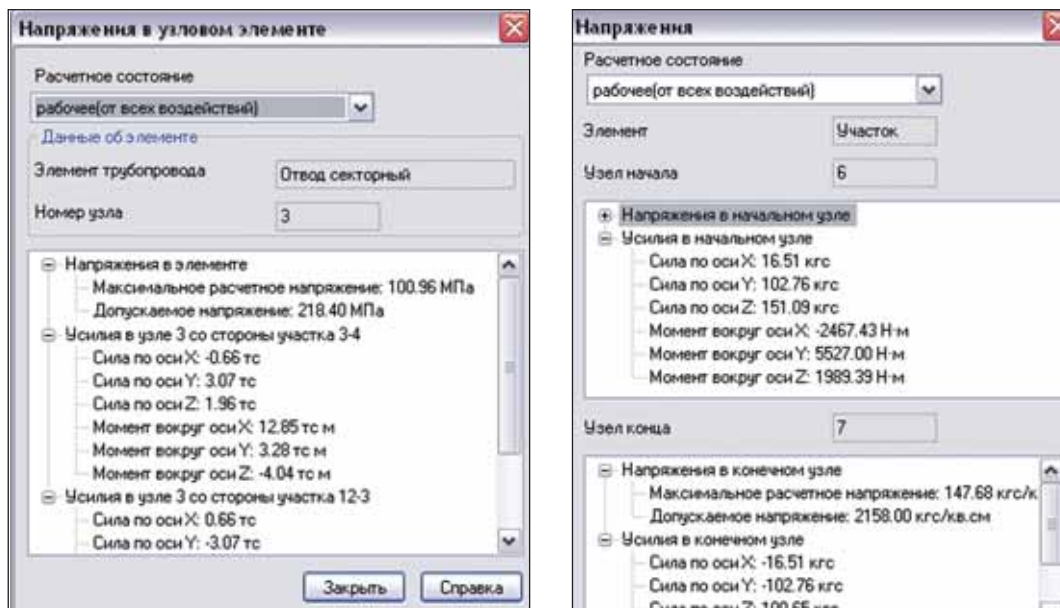 Напряжения в узловом элементе
Расчетное состояние
рабочее(от всех воздействий)
Данные об элементе
Элемент трубопровода Отвод секторный
Номер узла 3
Напряжения в элементе
Максимальное расчетное напряжение: 100.96 МПа
Допускаемое напряжение: 218.40 МПа
Усилия в узле 3 со стороны участка 3-4
Сила по оси X: -0.66 тс
Сила по оси Y: 3.07 тс
Сила по оси Z: 1.96 тс
Момент вокруг оси X: 12.85 тс м
Момент вокруг оси Y: 3.28 тс м
Момент вокруг оси Z: -4.04 тс м
Усилия в узле 3 со стороны участка 12-3
Сила по оси X: 0.66 тс
Сила по оси Y: -3.07 тс
Закрыть Справка
Напряжения
Расчетное состояние
рабочее(от всех воздействий)
Элемент Участок
Узел начала 6
Напряжения в начальном узле
Усилия в начальном узле
Сила по оси X: 16.51 кгс
Сила по оси Y: 102.76 кгс
Сила по оси Z: 151.09 кгс
Момент вокруг оси X: -2467.43 Н·м
Момент вокруг оси Y: 5527.00 Н·м
Момент вокруг оси Z: 1989.39 Н·м
Узел конца 7
Напряжения в конечном узле
Максимальное расчетное напряжение: 147.68 кгс/к
Допускаемое напряжение: 2158.00 кгс/кв.см
Усилия в конечном узле
Сила по оси X: -16.51 кгс
Сила по оси Y: -102.76 кгс
Сила по оси Z: